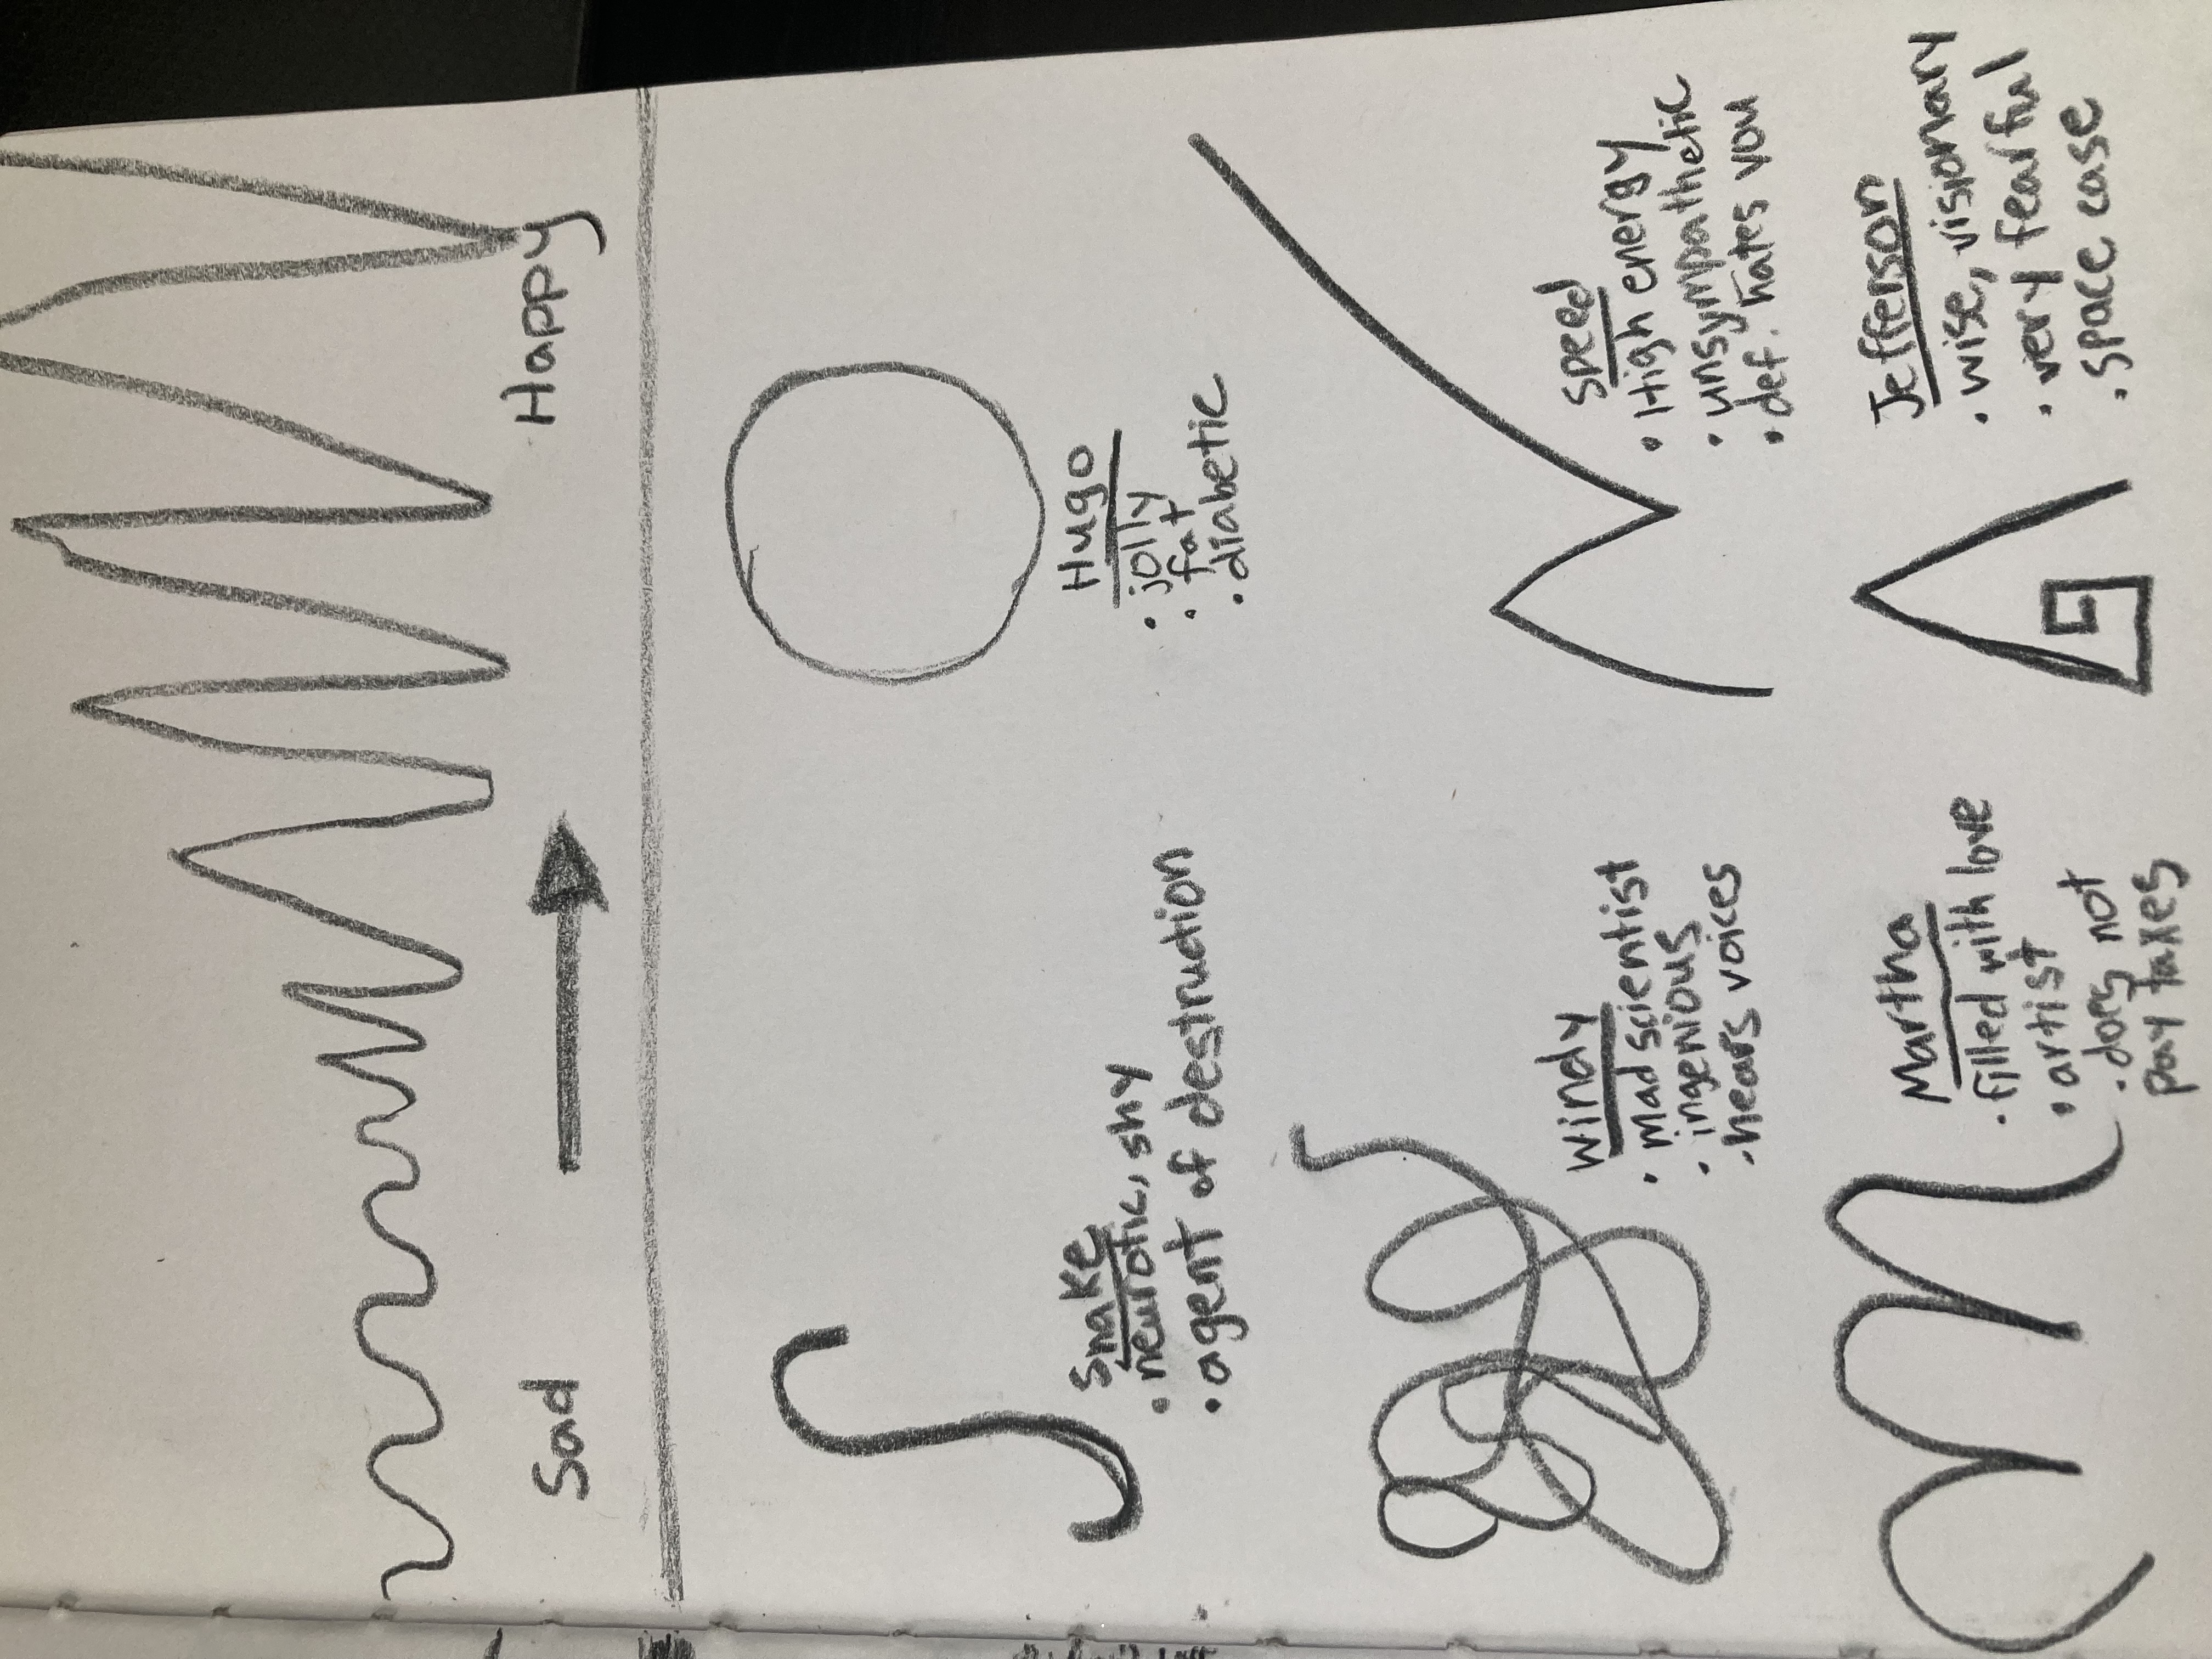 Sad
Happy
Snake
• neurotic, shy
• agent of destruction
Hugo
• jolly
• fat
• diabetic
Windy
• mad scientist
• ingenious
• hears voices
Speed
• High energy
• unsympathetic
• def. hates you
Martha
• filled with love
• artist
• does not
pay taxes
Jefferson
• wise, visionary
• very fearful
• space case